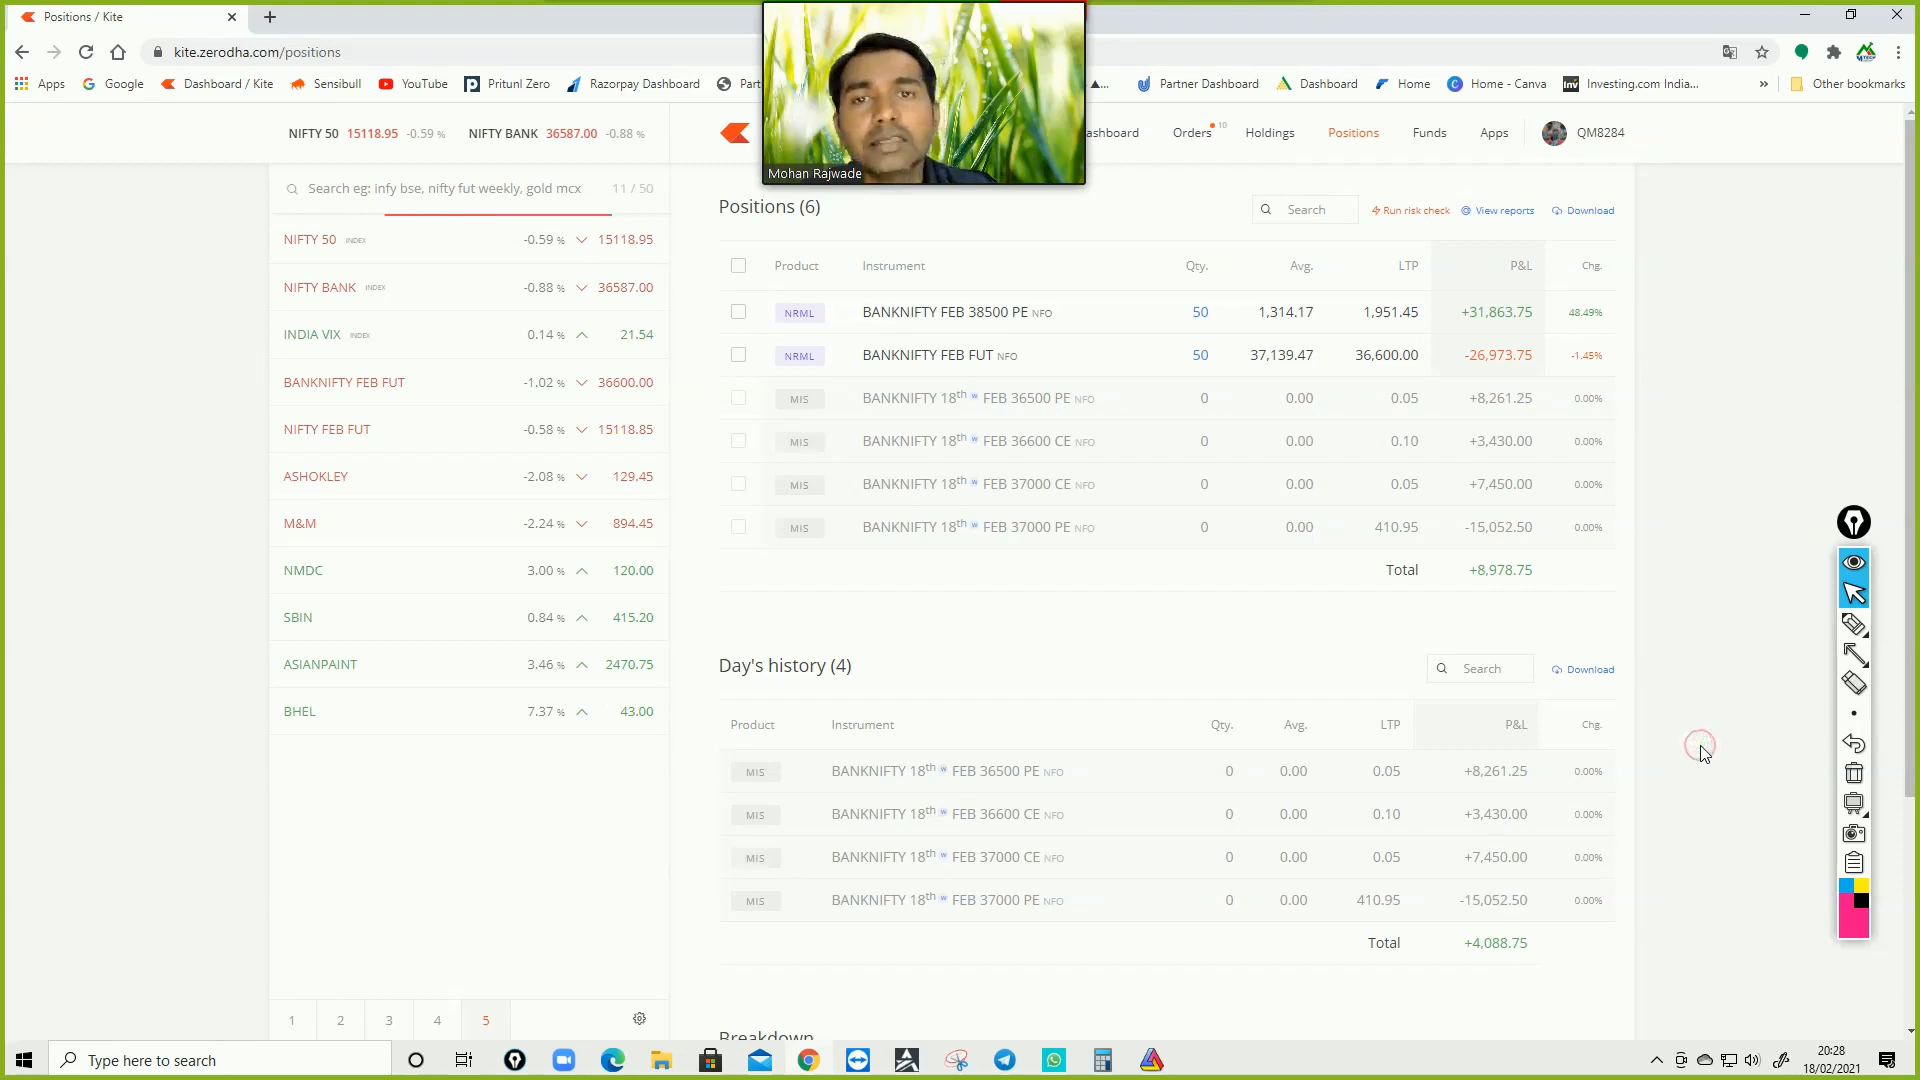 Positions / Kite
kite.zerodha.com/positions
Apps Google Dashboard / Kite Sensibull YouTube Pritunl Zero Razorpay Dashboard Part ... Partner Dashboard Dashboard Home Home - Canva Investing.com India... » Other bookmarks
NIFTY 50 15118.95 -0.59 % NIFTY BANK 36587.00 -0.88 %
ashboard Orders 10 Holdings Positions Funds Apps QM8284
Mohan Rajwade
Search eg: infy bse, nifty fut weekly, gold mcx 11 / 50
NIFTY 50 INDEX -0.59 % 15118.95
NIFTY BANK INDEX -0.88 % 36587.00
INDIA VIX INDEX 0.14 % 21.54
BANKNIFTY FEB FUT -1.02 % 36600.00
NIFTY FEB FUT -0.58 % 15118.85
ASHOKLEY -2.08 % 129.45
M&M -2.24 % 894.45
NMDC 3.00 % 120.00
SBIN 0.84 % 415.20
ASIANPAINT 3.46 % 2470.75
BHEL 7.37 % 43.00
1 2 3 4 5
Positions (6) Search Run risk check View reports Download
Product Instrument Qty. Avg. LTP P&L Chg.
NRML BANKNIFTY FEB 38500 PE NFO 50 1,314.17 1,951.45 +31,863.75 48.49%
NRML BANKNIFTY FEB FUT NFO 50 37,139.47 36,600.00 -26,973.75 -1.45%
MIS BANKNIFTY 18th w FEB 36500 PE NFO 0 0.00 0.05 +8,261.25 0.00%
MIS BANKNIFTY 18th w FEB 36600 CE NFO 0 0.00 0.10 +3,430.00 0.00%
MIS BANKNIFTY 18th w FEB 37000 CE NFO 0 0.00 0.05 +7,450.00 0.00%
MIS BANKNIFTY 18th w FEB 37000 PE NFO 0 0.00 410.95 -15,052.50 0.00%
Total +8,978.75
Day's history (4) Search Download
Product Instrument Qty. Avg. LTP P&L Chg.
MIS BANKNIFTY 18th w FEB 36500 PE NFO 0 0.00 0.05 +8,261.25 0.00%
MIS BANKNIFTY 18th w FEB 36600 CE NFO 0 0.00 0.10 +3,430.00 0.00%
MIS BANKNIFTY 18th w FEB 37000 CE NFO 0 0.00 0.05 +7,450.00 0.00%
MIS BANKNIFTY 18th w FEB 37000 PE NFO 0 0.00 410.95 -15,052.50 0.00%
Total +4,088.75
Breakdown
Type here to search
20:28
18/02/2021